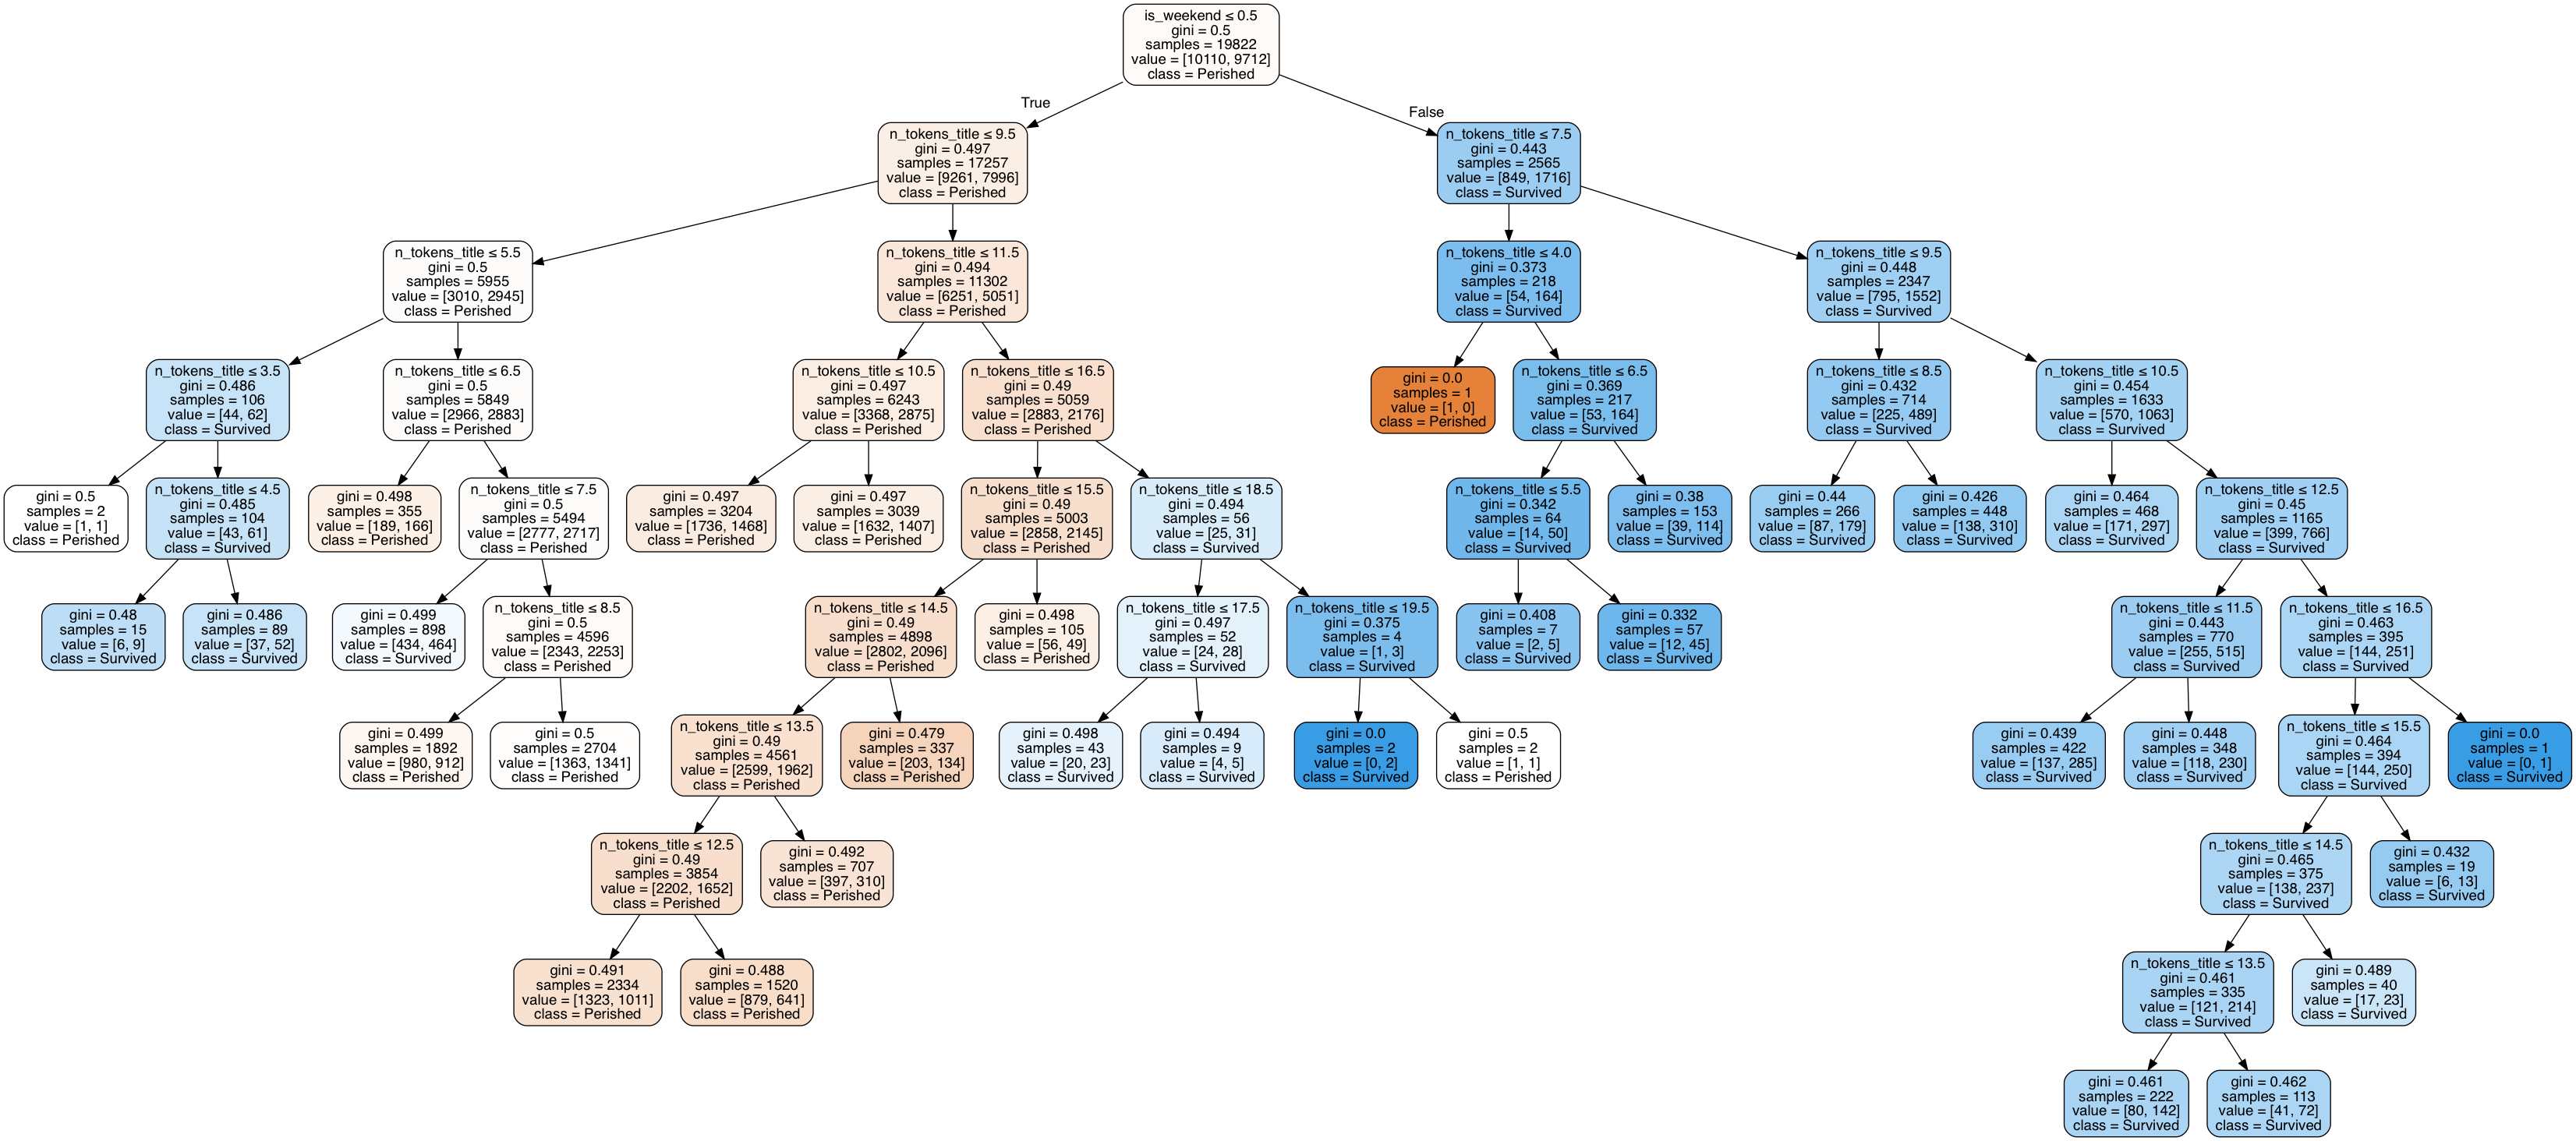 is_weekend ≤ 0.5
gini = 0.5
samples = 19822
value = [10110, 9712]
class = Perished
True
False
n_tokens_title ≤ 9.5
gini = 0.497
samples = 17257
value = [9261, 7996]
class = Perished
n_tokens_title ≤ 7.5
gini = 0.443
samples = 2565
value = [849, 1716]
class = Survived
n_tokens_title ≤ 5.5
gini = 0.5
samples = 5955
value = [3010, 2945]
class = Perished
n_tokens_title ≤ 11.5
gini = 0.494
samples = 11302
value = [6251, 5051]
class = Perished
n_tokens_title ≤ 4.0
gini = 0.373
samples = 218
value = [54, 164]
class = Survived
n_tokens_title ≤ 9.5
gini = 0.448
samples = 2347
value = [795, 1552]
class = Survived
n_tokens_title ≤ 3.5
gini = 0.486
samples = 106
value = [44, 62]
class = Survived
n_tokens_title ≤ 6.5
gini = 0.5
samples = 5849
value = [2966, 2883]
class = Perished
n_tokens_title ≤ 10.5
gini = 0.497
samples = 6243
value = [3368, 2875]
class = Perished
n_tokens_title ≤ 16.5
gini = 0.49
samples = 5059
value = [2883, 2176]
class = Perished
gini = 0.0
samples = 1
value = [1, 0]
class = Perished
n_tokens_title ≤ 6.5
gini = 0.369
samples = 217
value = [53, 164]
class = Survived
n_tokens_title ≤ 8.5
gini = 0.432
samples = 714
value = [225, 489]
class = Survived
n_tokens_title ≤ 10.5
gini = 0.454
samples = 1633
value = [570, 1063]
class = Survived
gini = 0.5
samples = 2
value = [1, 1]
class = Perished
n_tokens_title ≤ 4.5
gini = 0.485
samples = 104
value = [43, 61]
class = Survived
gini = 0.498
samples = 355
value = [189, 166]
class = Perished
n_tokens_title ≤ 7.5
gini = 0.5
samples = 5494
value = [2777, 2717]
class = Perished
gini = 0.497
samples = 3204
value = [1736, 1468]
class = Perished
gini = 0.497
samples = 3039
value = [1632, 1407]
class = Perished
n_tokens_title ≤ 15.5
gini = 0.49
samples = 5003
value = [2858, 2145]
class = Perished
n_tokens_title ≤ 18.5
gini = 0.494
samples = 56
value = [25, 31]
class = Survived
n_tokens_title ≤ 5.5
gini = 0.342
samples = 64
value = [14, 50]
class = Survived
gini = 0.38
samples = 153
value = [39, 114]
class = Survived
gini = 0.44
samples = 266
value = [87, 179]
class = Survived
gini = 0.426
samples = 448
value = [138, 310]
class = Survived
gini = 0.464
samples = 468
value = [171, 297]
class = Survived
n_tokens_title ≤ 12.5
gini = 0.45
samples = 1165
value = [399, 766]
class = Survived
gini = 0.48
samples = 15
value = [6, 9]
class = Survived
gini = 0.486
samples = 89
value = [37, 52]
class = Survived
gini = 0.499
samples = 898
value = [434, 464]
class = Survived
n_tokens_title ≤ 8.5
gini = 0.5
samples = 4596
value = [2343, 2253]
class = Perished
n_tokens_title ≤ 14.5
gini = 0.49
samples = 4898
value = [2802, 2096]
class = Perished
gini = 0.498
samples = 105
value = [56, 49]
class = Perished
n_tokens_title ≤ 17.5
gini = 0.497
samples = 52
value = [24, 28]
class = Survived
n_tokens_title ≤ 19.5
gini = 0.375
samples = 4
value = [1, 3]
class = Survived
gini = 0.408
samples = 7
value = [2, 5]
class = Survived
gini = 0.332
samples = 57
value = [12, 45]
class = Survived
n_tokens_title ≤ 11.5
gini = 0.443
samples = 770
value = [255, 515]
class = Survived
n_tokens_title ≤ 16.5
gini = 0.463
samples = 395
value = [144, 251]
class = Survived
gini = 0.499
samples = 1892
value = [980, 912]
class = Perished
gini = 0.5
samples = 2704
value = [1363, 1341]
class = Perished
n_tokens_title ≤ 13.5
gini = 0.49
samples = 4561
value = [2599, 1962]
class = Perished
gini = 0.479
samples = 337
value = [203, 134]
class = Perished
gini = 0.498
samples = 43
value = [20, 23]
class = Survived
gini = 0.494
samples = 9
value = [4, 5]
class = Survived
gini = 0.0
samples = 2
value = [0, 2]
class = Survived
gini = 0.5
samples = 2
value = [1, 1]
class = Perished
gini = 0.439
samples = 422
value = [137, 285]
class = Survived
gini = 0.448
samples = 348
value = [118, 230]
class = Survived
n_tokens_title ≤ 15.5
gini = 0.464
samples = 394
value = [144, 250]
class = Survived
gini = 0.0
samples = 1
value = [0, 1]
class = Survived
n_tokens_title ≤ 12.5
gini = 0.49
samples = 3854
value = [2202, 1652]
class = Perished
gini = 0.492
samples = 707
value = [397, 310]
class = Perished
n_tokens_title ≤ 14.5
gini = 0.465
samples = 375
value = [138, 237]
class = Survived
gini = 0.432
samples = 19
value = [6, 13]
class = Survived
gini = 0.491
samples = 2334
value = [1323, 1011]
class = Perished
gini = 0.488
samples = 1520
value = [879, 641]
class = Perished
n_tokens_title ≤ 13.5
gini = 0.461
samples = 335
value = [121, 214]
class = Survived
gini = 0.489
samples = 40
value = [17, 23]
class = Survived
gini = 0.461
samples = 222
value = [80, 142]
class = Survived
gini = 0.462
samples = 113
value = [41, 72]
class = Survived